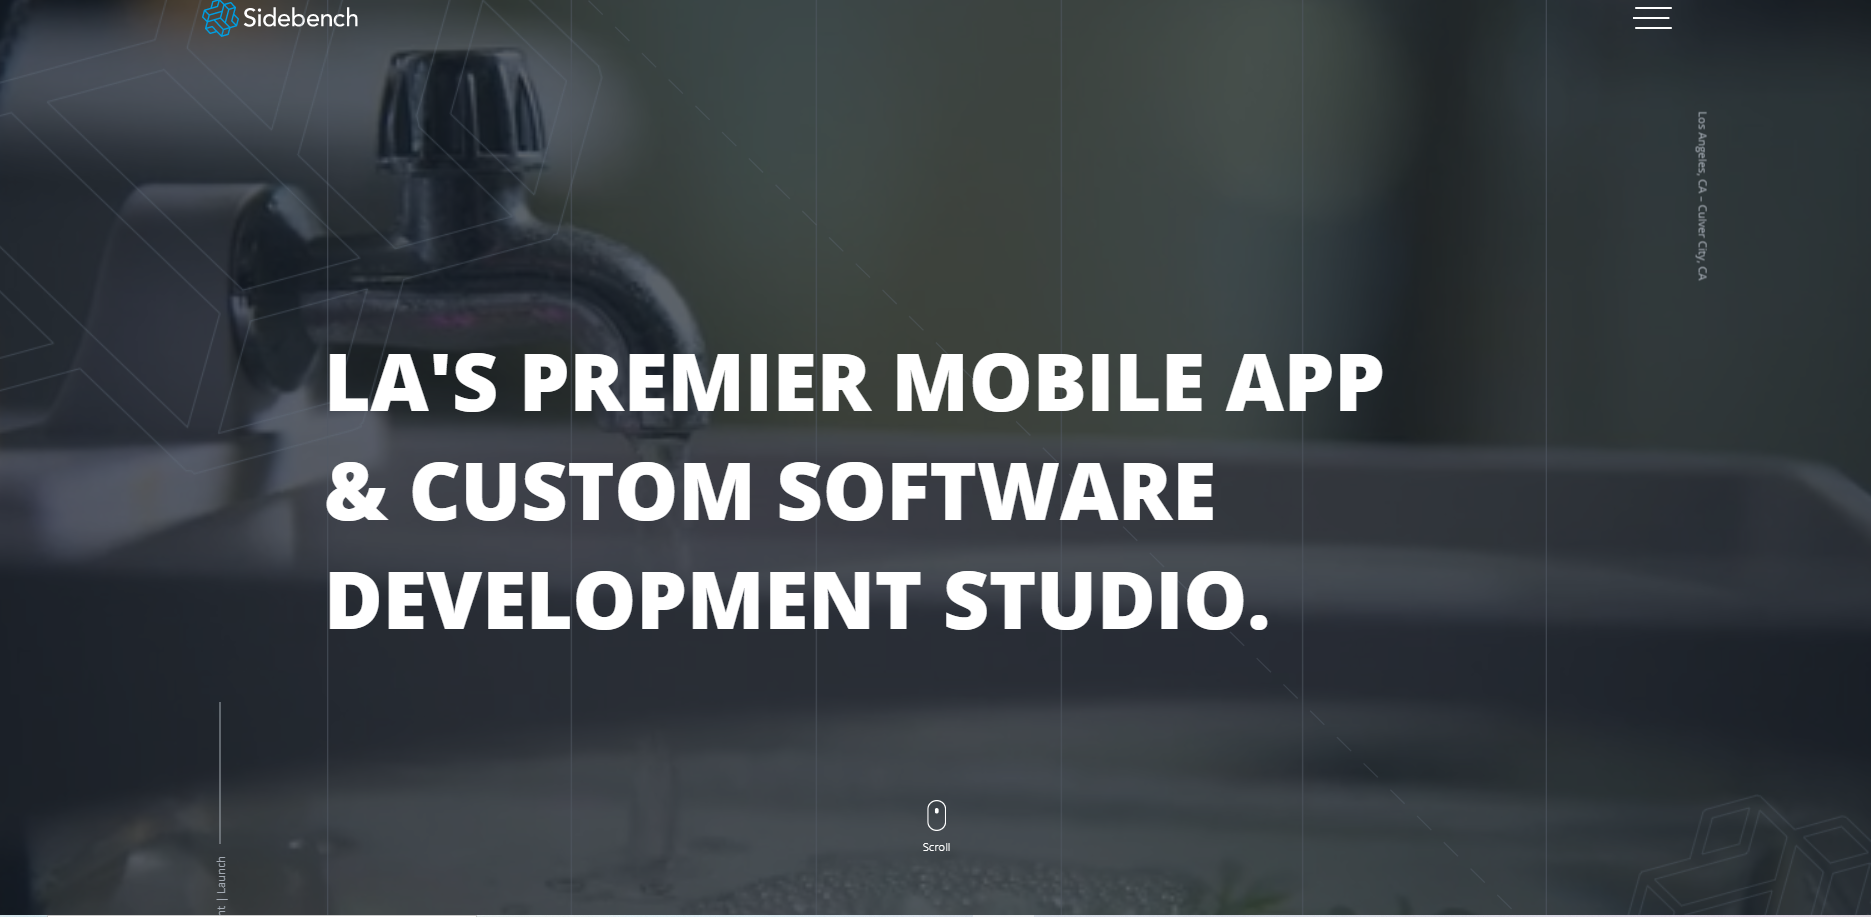 Sidebench
Los Angeles, CA – Culver City, CA
LA'S PREMIER MOBILE APP
& CUSTOM SOFTWARE
DEVELOPMENT STUDIO.
Scroll
| Launch